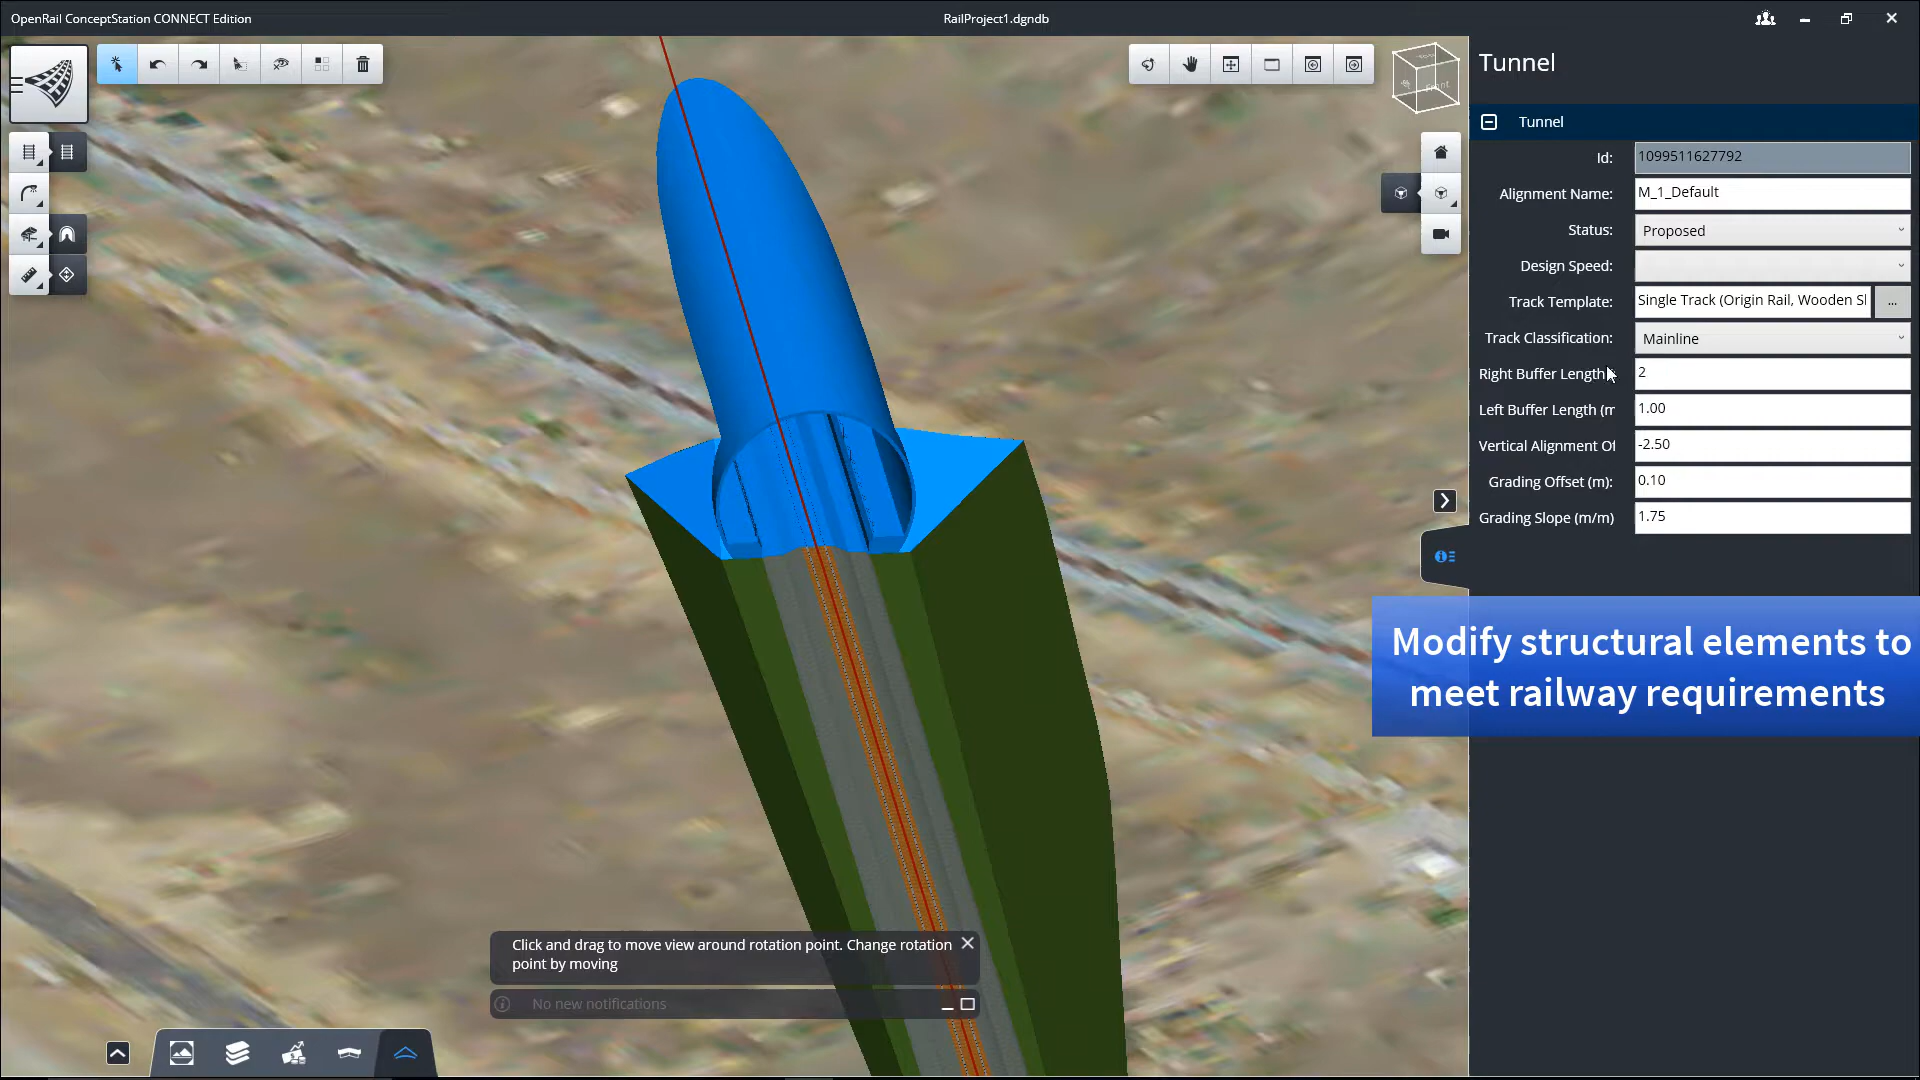 OpenRail ConceptStation CONNECT Edition
RailProject1.dgndb
Tunnel
Tunnel
Id:
1099511627792
Alignment Name:
M_1_Default
Status:
Proposed
Design Speed:
Track Template:
Single Track (Origin Rail, Wooden Sl
...
Track Classification:
Mainline
Right Buffer Length
2
Left Buffer Length (m
1.00
Vertical Alignment Of
-2.50
Grading Offset (m):
0.10
Grading Slope (m/m)
1.75
Front
Modify structural elements to
meet railway requirements
Click and drag to move view around rotation point. Change rotation
point by moving
No new notifications